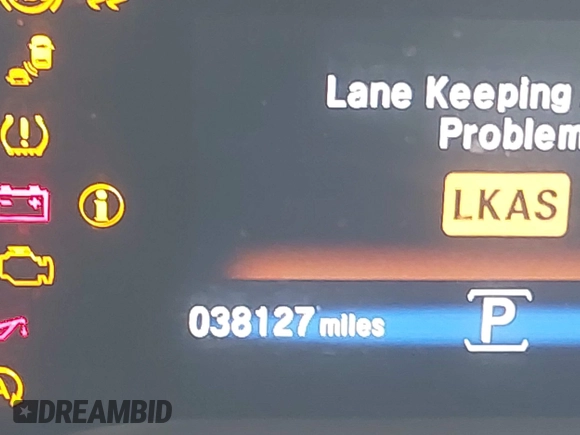 Lane Keeping
Problem
LKAS
038127 miles
P
DREAMBID